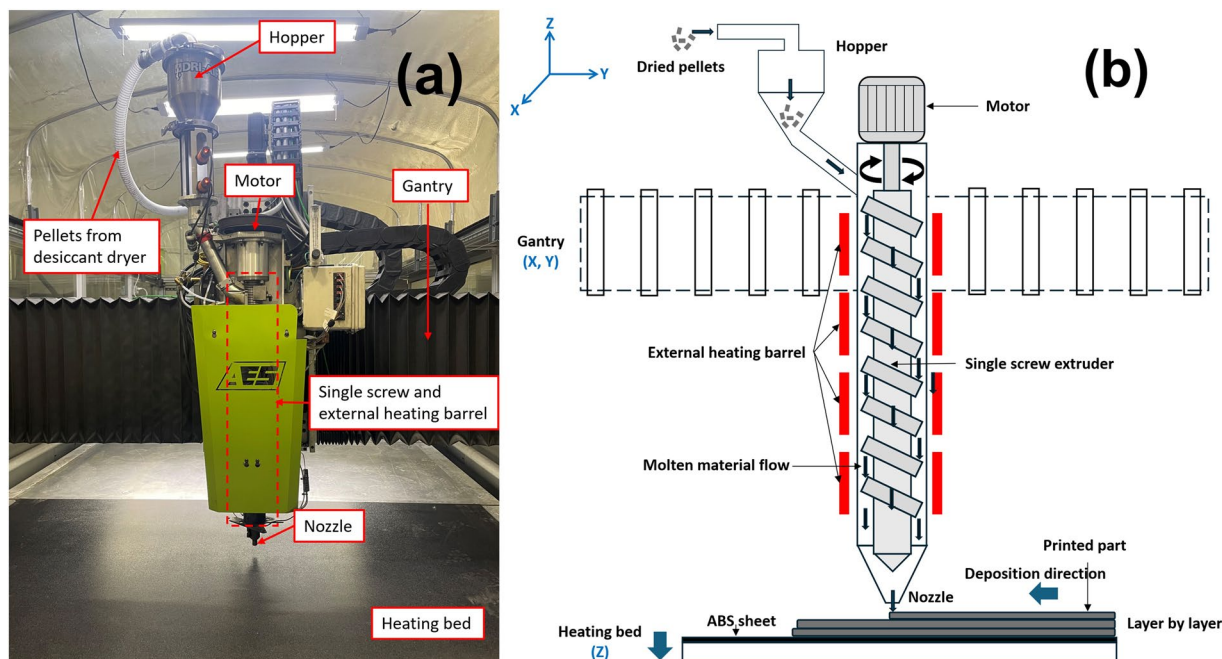 Hopper
(a)
Motor
Gantry
Pellets from
desiccant dryer
AES
Single screw and
external heating barrel
Nozzle
Heating bed
(b)
Z
Y
X
Dried pellets
Hopper
Motor
Gantry
(X, Y)
External heating barrel
Single screw extruder
Molten material flow
Printed part
Deposition direction
Nozzle
ABS sheet
Layer by layer
Heating bed
(Z)